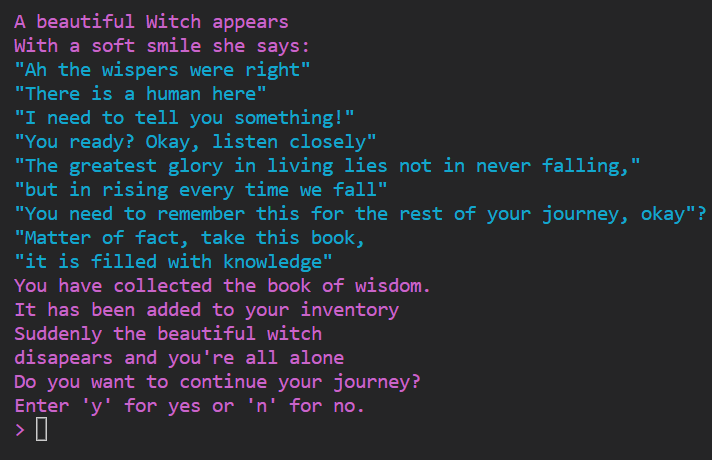 A beautiful Witch appears
With a soft smile she says:
"Ah the wispers were right"
"There is a human here"
"I need to tell you something!"
"You ready? Okay, listen closely"
"The greatest glory in living lies not in never falling,"
"but in rising every time we fall"
"You need to remember this for the rest of your journey, okay"?
"Matter of fact, take this book,
"it is filled with knowledge"
You have collected the book of wisdom.
It has been added to your inventory
Suddenly the beautiful witch
disapears and you're all alone
Do you want to continue your journey?
Enter 'y' for yes or 'n' for no.
>